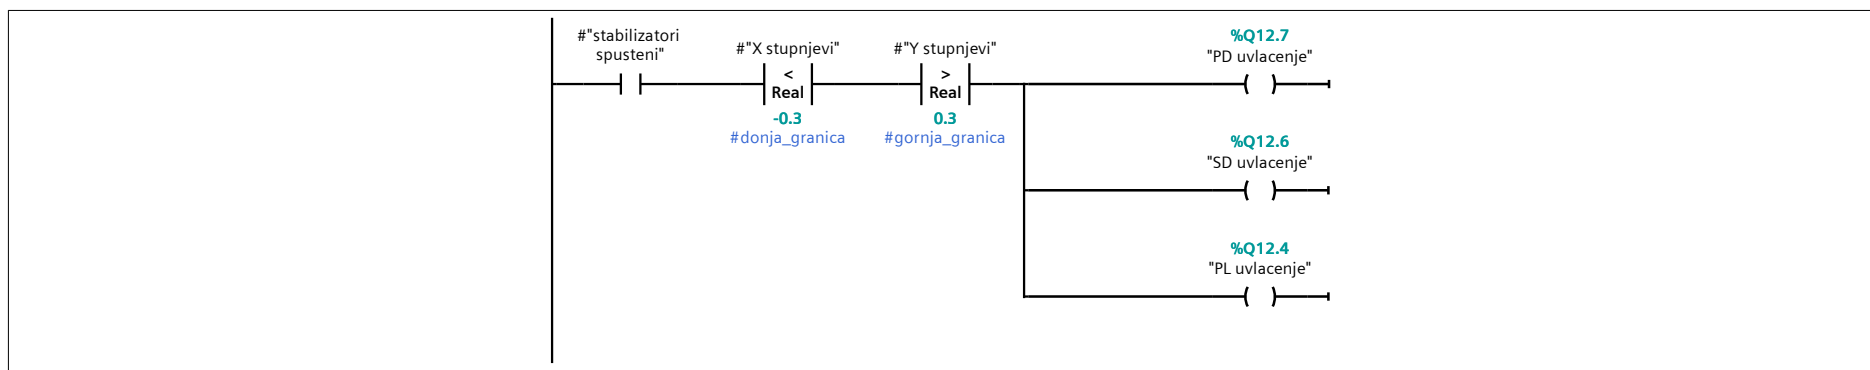 #"stabilizatori
spusteni"
#"X stupnjevi"
<
Real
-0.3
#donja_granica
#"Y stupnjevi"
>
Real
0.3
#gornja_granica
%Q12.7
"PD uvlacenje"
%Q12.6
"SD uvlacenje"
%Q12.4
"PL uvlacenje"